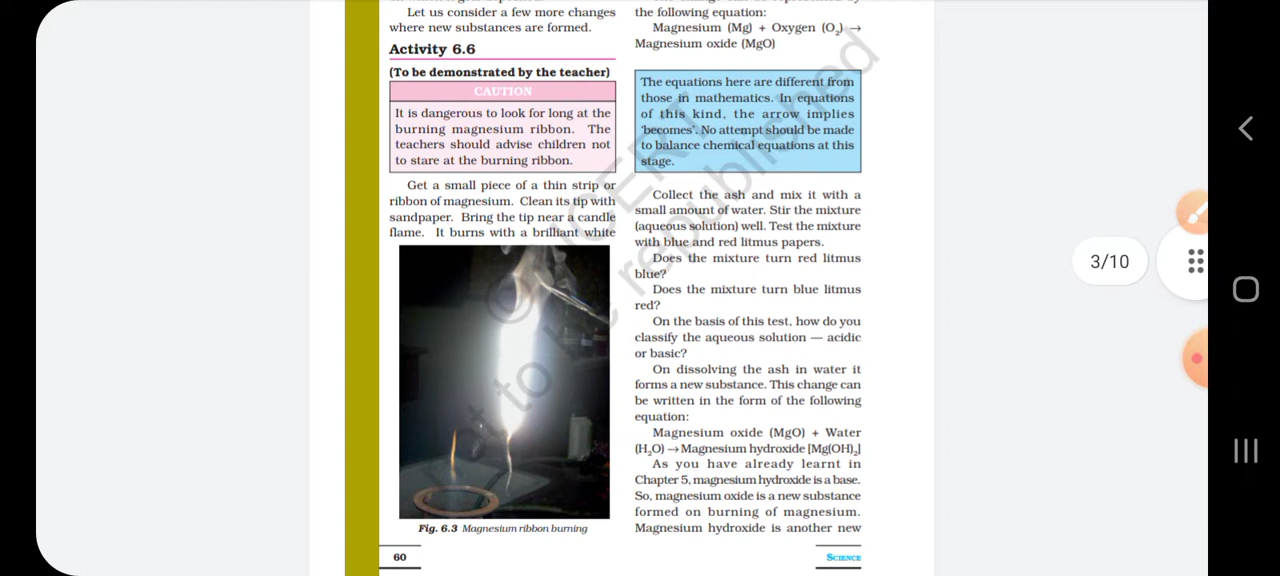 Let us consider a few more changes
where new substances are formed.
Activity 6.6
(To be demonstrated by the teacher)
CAUTION
It is dangerous to look for long at the
burning magnesium ribbon. The
teachers should advise children not
to stare at the burning ribbon.
Get a small piece of a thin strip or
ribbon of magnesium. Clean its tip with
sandpaper. Bring the tip near a candle
flame. It burns with a brilliant white
Fig. 6.3 Magnesium ribbon burning
60
the following equation:
Magnesium (Mg) + Oxygen (O₂) →
Magnesium oxide (MgO)
The equations here are different from
those in mathematics. In equations
of this kind, the arrow implies
'becomes'. No attempt should be made
to balance chemical equations at this
stage.
Collect the ash and mix it with a
small amount of water. Stir the mixture
(aqueous solution) well. Test the mixture
with blue and red litmus papers.
Does the mixture turn red litmus
blue?
Does the mixture turn blue litmus
red?
On the basis of this test, how do you
classify the aqueous solution — acidic
or basic?
On dissolving the ash in water it
forms a new substance. This change can
be written in the form of the following
equation:
Magnesium oxide (MgO) + Water
(H₂O) → Magnesium hydroxide [Mg(OH)₂]
As you have already learnt in
Chapter 5, magnesium hydroxide is a base.
So, magnesium oxide is a new substance
formed on burning of magnesium.
Magnesium hydroxide is another new
SCIENCE
3/10
© NCERT
not to be republished